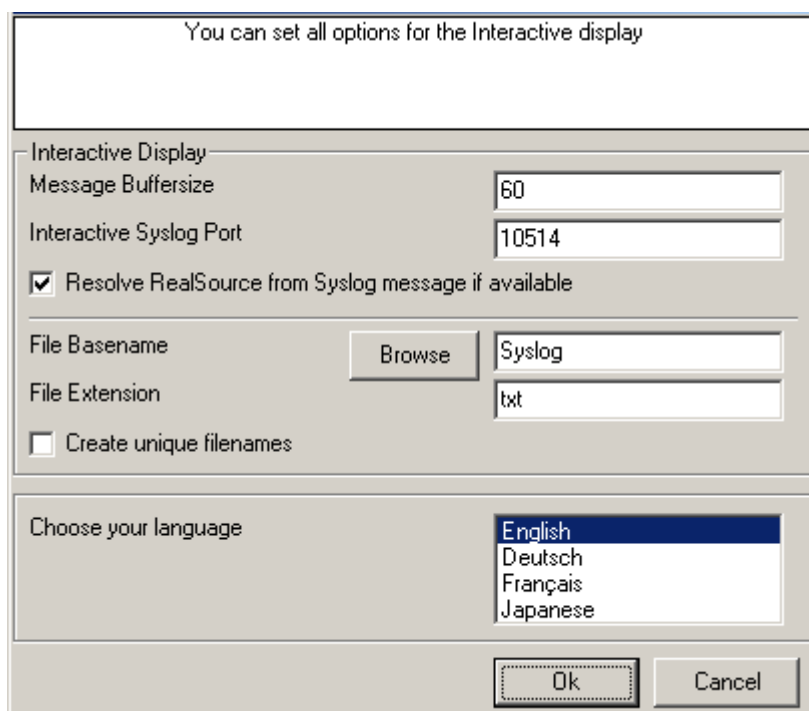 You can set all options for the Interactive display
Interactive Display
Message Buffersize
60
Interactive Syslog Port
10514
Resolve RealSource from Syslog message if available
File Basename
Browse
Syslog
File Extension
txt
Create unique filenames
Choose your language
English
Deutsch
Français
Japanese
Ok
Cancel